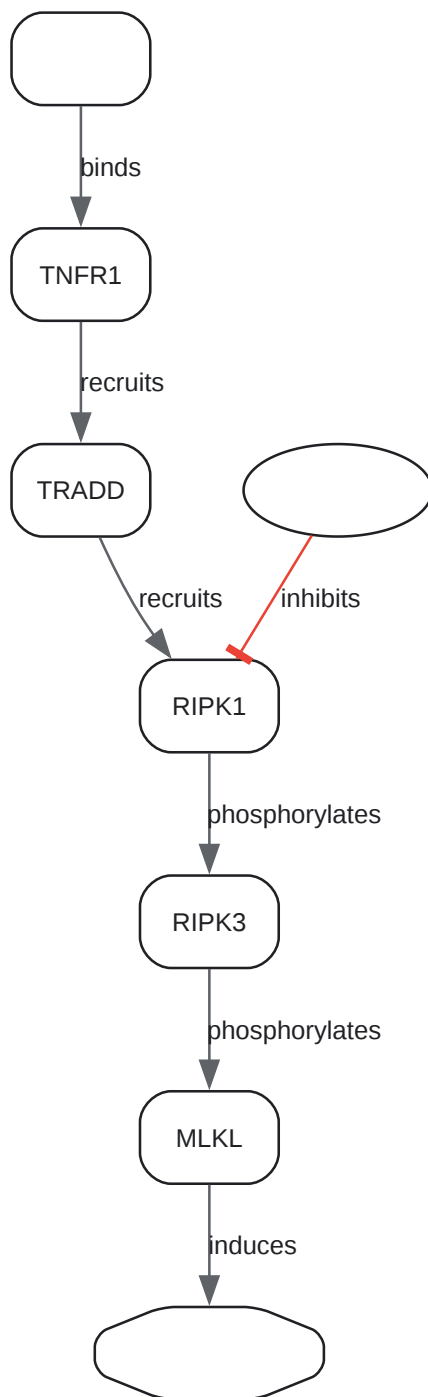 binds
TNFR1
recruits
TRADD
recruits
inhibits
RIPK1
phosphorylates
RIPK3
phosphorylates
MLKL
induces